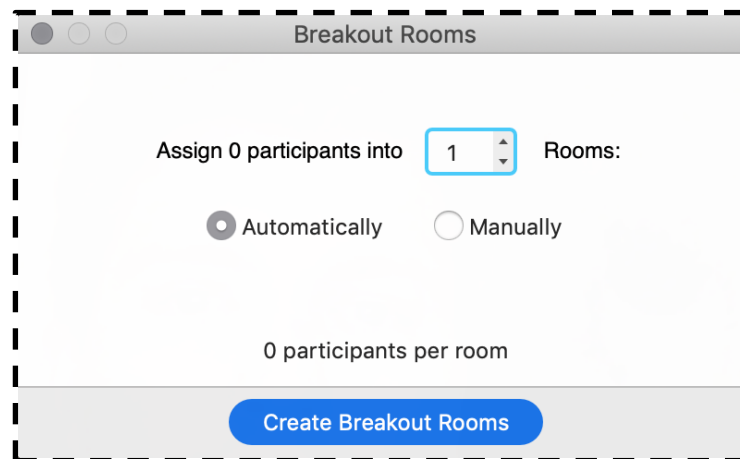 Breakout Rooms
Assign 0 participants into 1 Rooms:
Automatically Manually
0 participants per room
Create Breakout Rooms